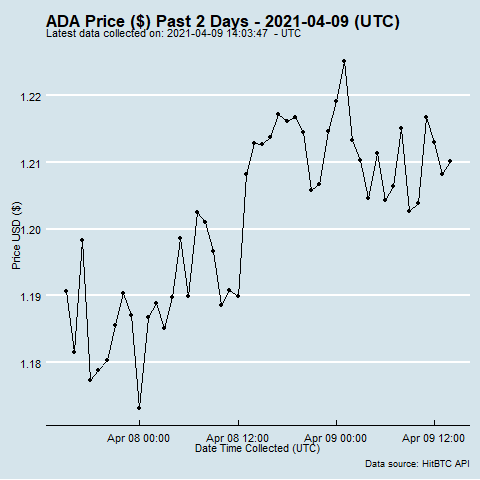 ADA Price ($) Past 2 Days - 2021-04-09 (UTC)
Latest data collected on: 2021-04-09 14:03:47 - UTC
1.22
1.21
1.20
1.19
1.18
Price USD ($)
Apr 08 00:00 Apr 08 12:00 Apr 09 00:00 Apr 09 12:00
Date Time Collected (UTC)
Data source: HitBTC API